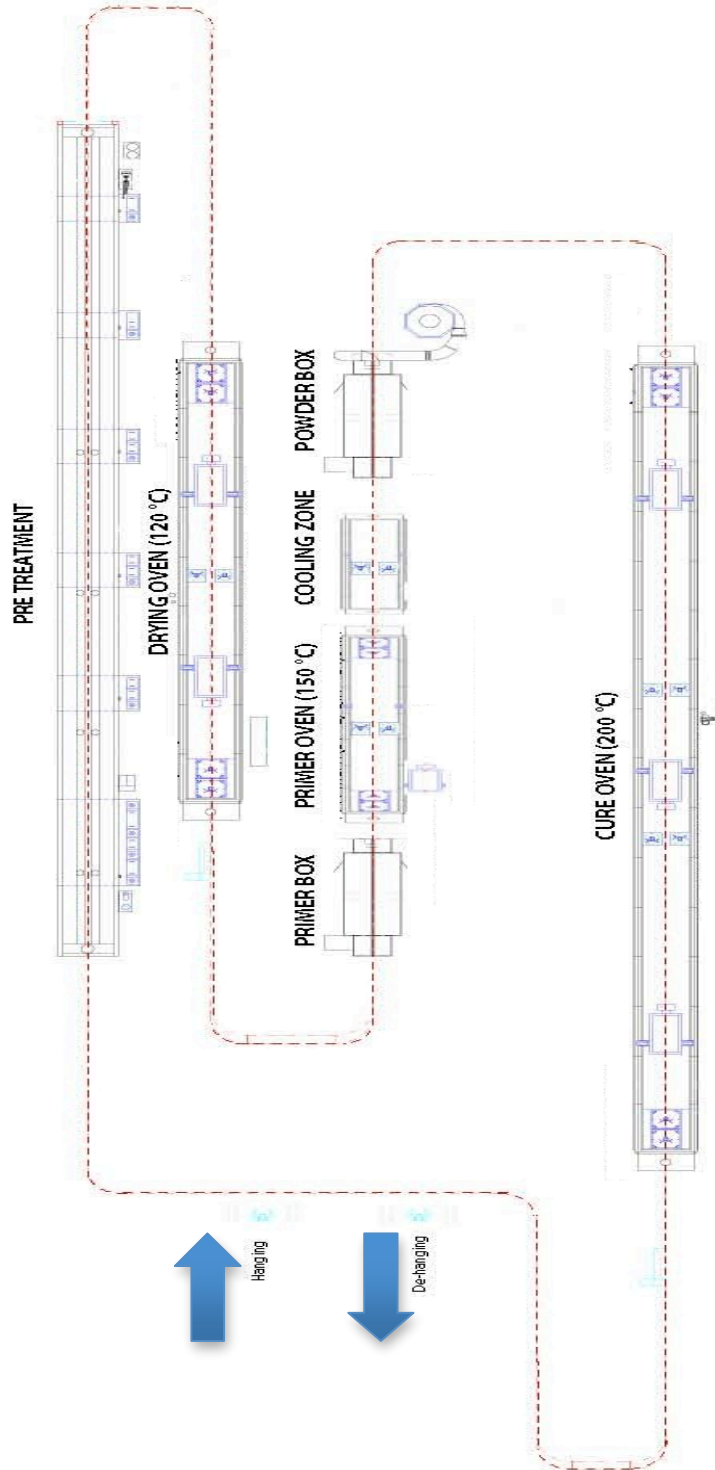 PRE TREATMENT
DRYING OVEN (120 °C)
PRIMER BOX
PRIMER OVEN (150 °C)
COOLING ZONE
POWDER BOX
CURE OVEN (200 °C)
Hanging
De-hanging